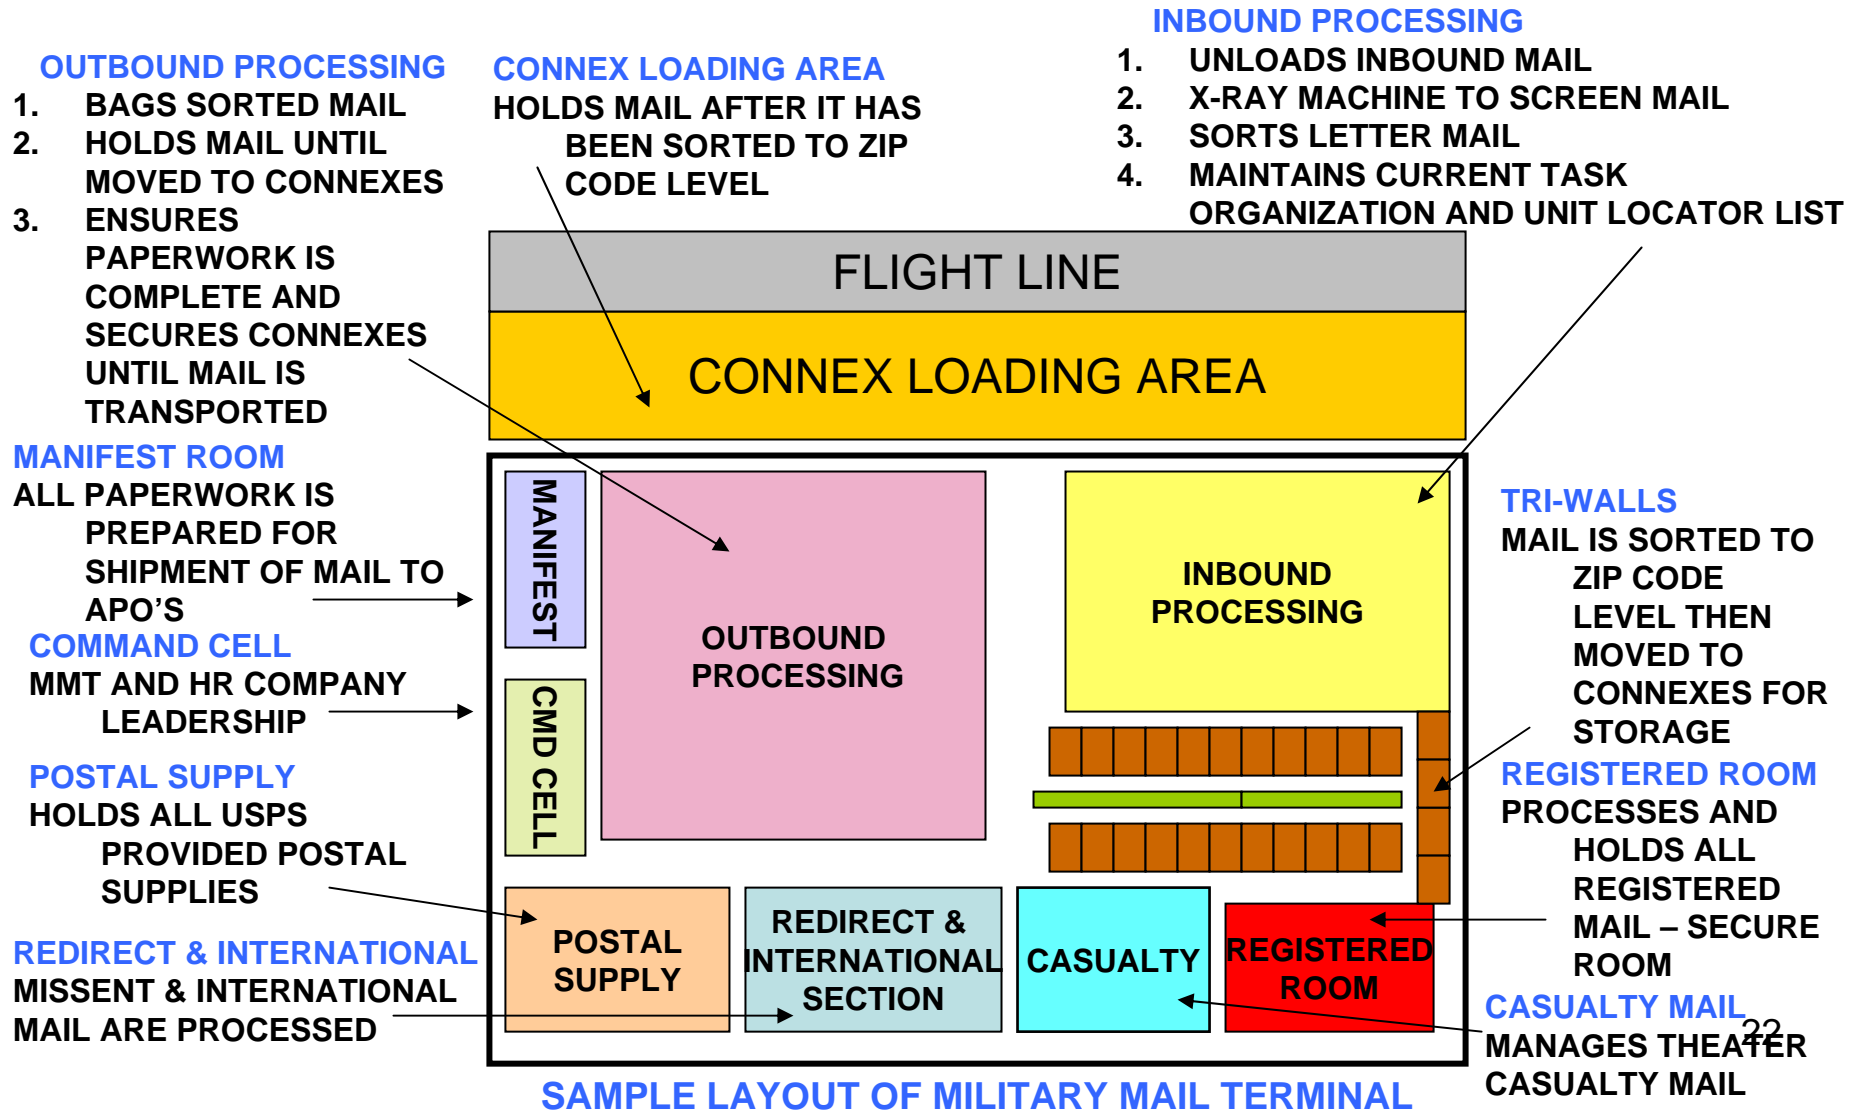 OUTBOUND PROCESSING
1. BAGS SORTED MAIL
2. HOLDS MAIL UNTIL
MOVED TO CONNEXES
3. ENSURES
PAPERWORK IS
COMPLETE AND
SECURES CONNEXES
UNTIL MAIL IS
TRANSPORTED
CONNEX LOADING AREA
HOLDS MAIL AFTER IT HAS
BEEN SORTED TO ZIP
CODE LEVEL
INBOUND PROCESSING
1. UNLOADS INBOUND MAIL
2. X-RAY MACHINE TO SCREEN MAIL
3. SORTS LETTER MAIL
4. MAINTAINS CURRENT TASK
ORGANIZATION AND UNIT LOCATOR LIST
MANIFEST ROOM
ALL PAPERWORK IS
PREPARED FOR
SHIPMENT OF MAIL TO
APO’S
COMMAND CELL
MMT AND HR COMPANY
LEADERSHIP
POSTAL SUPPLY
HOLDS ALL USPS
PROVIDED POSTAL
SUPPLIES
REDIRECT & INTERNATIONAL
MISSENT & INTERNATIONAL
MAIL ARE PROCESSED
FLIGHT LINE
CONNEX LOADING AREA
MANIFEST
CMD CELL
OUTBOUND
PROCESSING
INBOUND
PROCESSING
POSTAL
SUPPLY
REDIRECT &
INTERNATIONAL
SECTION
CASUALTY
REGISTERED
ROOM
TRI-WALLS
MAIL IS SORTED TO
ZIP CODE
LEVEL THEN
MOVED TO
CONNEXES FOR
STORAGE
REGISTERED ROOM
PROCESSES AND
HOLDS ALL
REGISTERED
MAIL – SECURE
ROOM
CASUALTY MAIL
MANAGES THEATER
CASUALTY MAIL
22
SAMPLE LAYOUT OF MILITARY MAIL TERMINAL